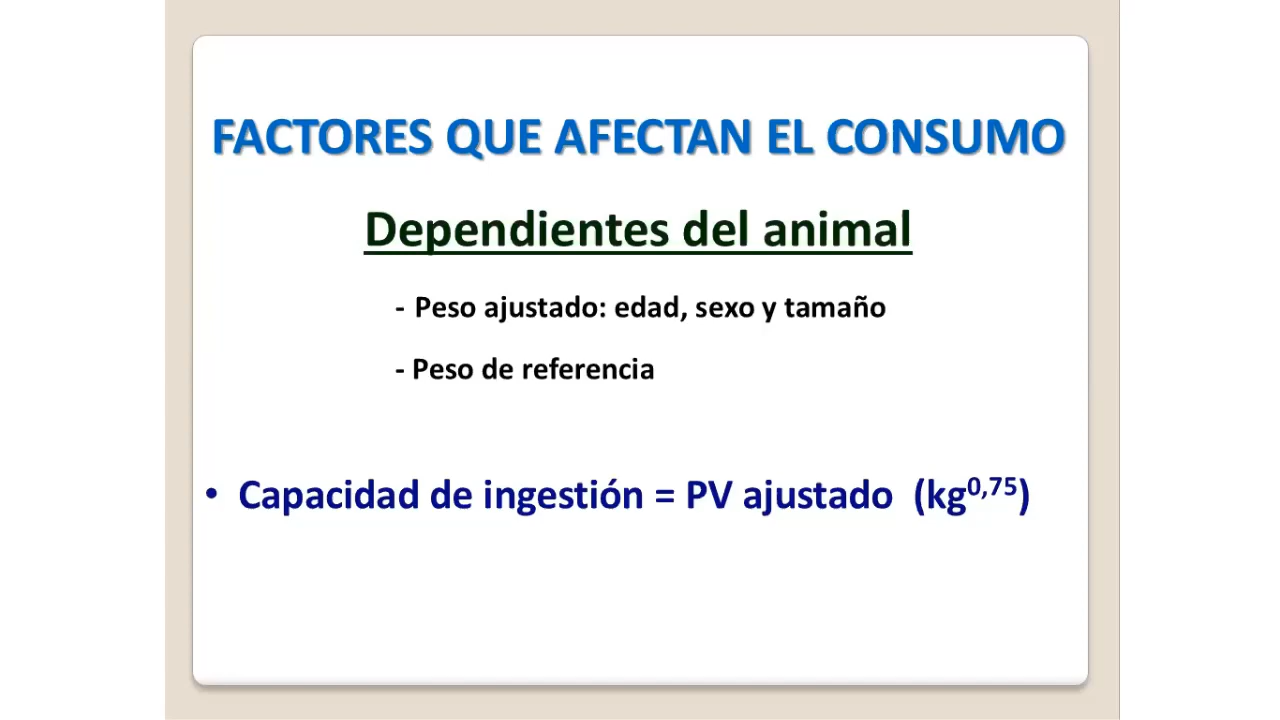 FACTORES QUE AFECTAN EL CONSUMO
Dependientes del animal
- Peso ajustado: edad, sexo y tamaño
- Peso de referencia
• Capacidad de ingestión = PV ajustado (kg⁰,⁷⁵)